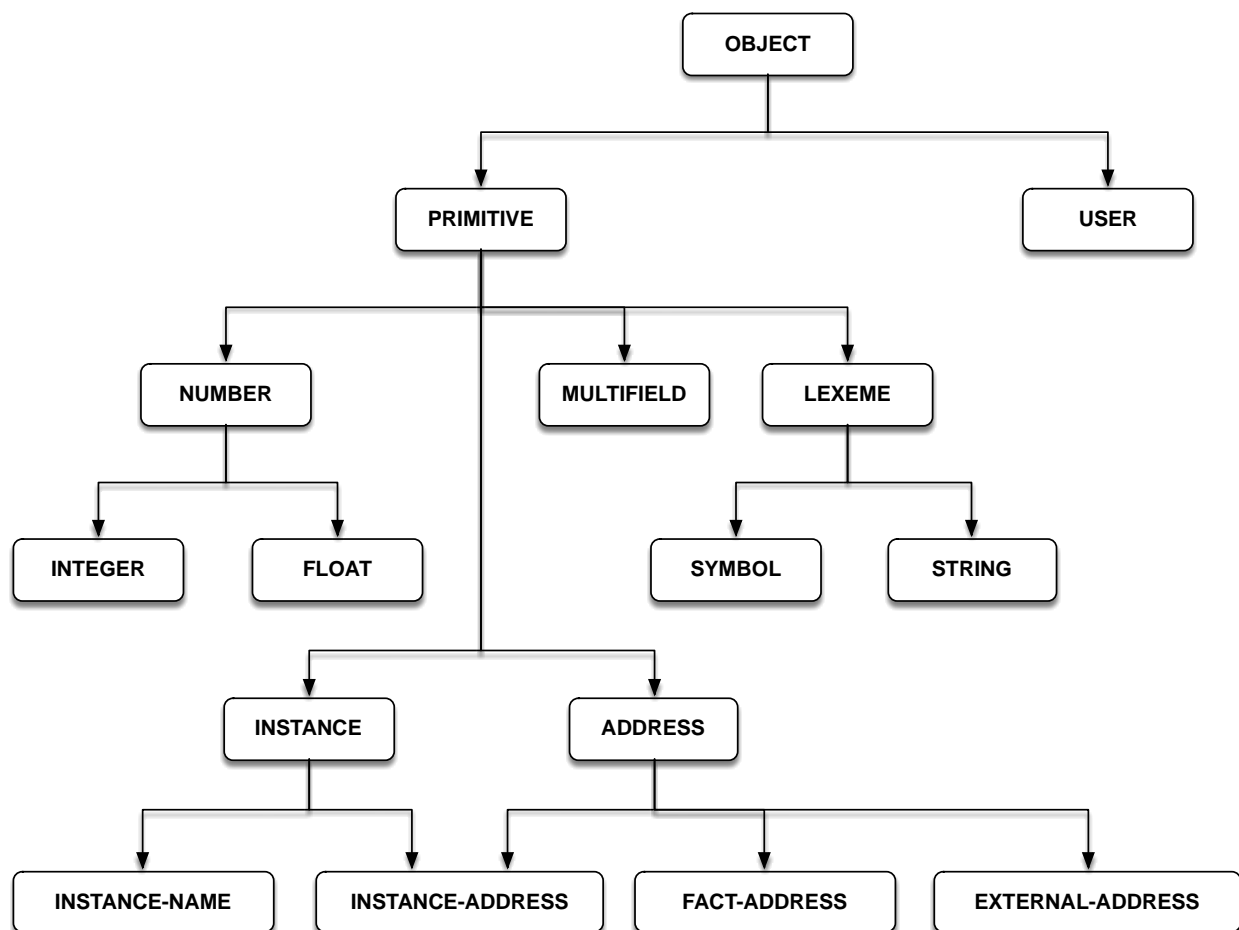 OBJECT
PRIMITIVE
USER
NUMBER
MULTIFIELD
LEXEME
INTEGER
FLOAT
SYMBOL
STRING
INSTANCE
ADDRESS
INSTANCE-NAME
INSTANCE-ADDRESS
FACT-ADDRESS
EXTERNAL-ADDRESS